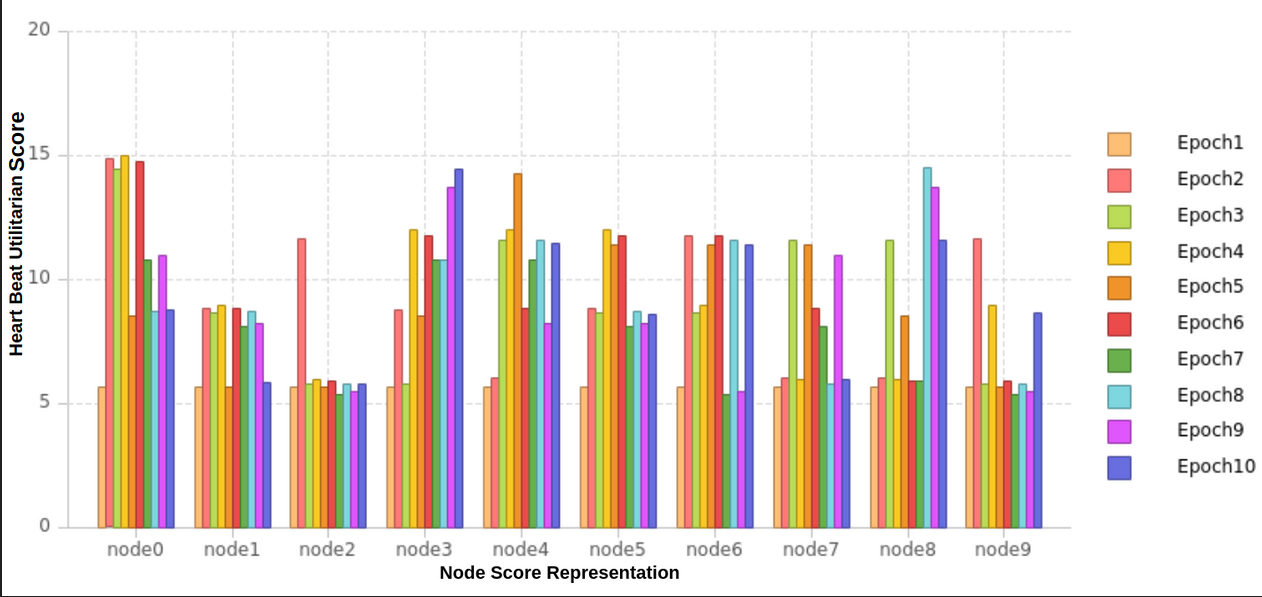 Heart Beat Utilitarian Score
20
15
10
5
0
node0 node1 node2 node3 node4 node5 node6 node7 node8 node9
Node Score Representation
Epoch1
Epoch2
Epoch3
Epoch4
Epoch5
Epoch6
Epoch7
Epoch8
Epoch9
Epoch10